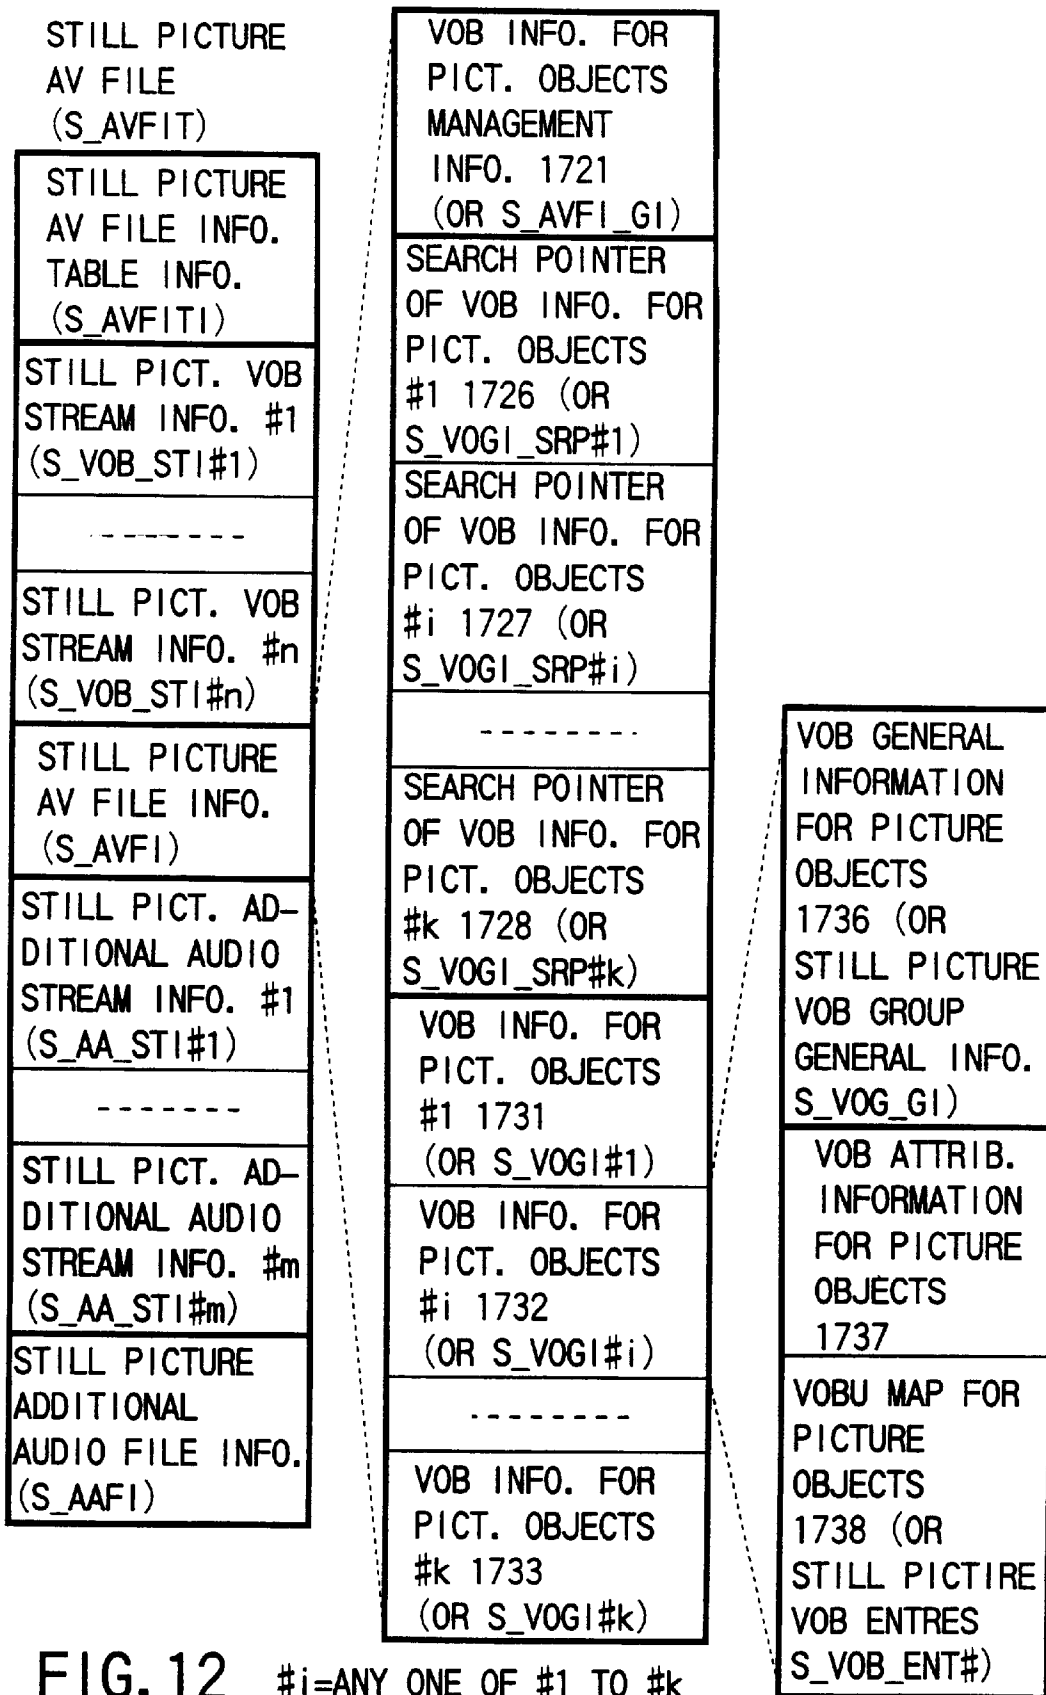 STILL PICTURE
AV FILE
(S_AVFIT)
STILL PICTURE
AV FILE INFO.
TABLE INFO.
(S_AVFITI)
STILL PICT. VOB
STREAM INFO. #1
(S_VOB_STI#1)
--------
STILL PICT. VOB
STREAM INFO. #n
(S_VOB_STI#n)
STILL PICTURE
AV FILE INFO.
(S_AVFI)
STILL PICT. AD-
DITIONAL AUDIO
STREAM INFO. #1
(S_AA_STI#1)
-------
STILL PICT. AD-
DITIONAL AUDIO
STREAM INFO. #m
(S_AA_STI#m)
STILL PICTURE
ADDITIONAL
AUDIO FILE INFO.
(S_AAFI)
VOB INFO. FOR
PICT. OBJECTS
MANAGEMENT
INFO. 1721
(OR S_AVFI_GI)
SEARCH POINTER
OF VOB INFO. FOR
PICT. OBJECTS
#1 1726 (OR
S_VOGI_SRP#1)
SEARCH POINTER
OF VOB INFO. FOR
PICT. OBJECTS
#i 1727 (OR
S_VOGI_SRP#i)
--------
SEARCH POINTER
OF VOB INFO. FOR
PICT. OBJECTS
#k 1728 (OR
S_VOGI_SRP#k)
VOB INFO. FOR
PICT. OBJECTS
#1 1731
(OR S_VOGI#1)
VOB INFO. FOR
PICT. OBJECTS
#i 1732
(OR S_VOGI#i)
--------
VOB INFO. FOR
PICT. OBJECTS
#k 1733
(OR S_VOGI#k)
VOB GENERAL
INFORMATION
FOR PICTURE
OBJECTS
1736 (OR
STILL PICTURE
VOB GROUP
GENERAL INFO.
S_VOG_GI)
VOB ATTRIB.
INFORMATION
FOR PICTURE
OBJECTS
1737
VOBU MAP FOR
PICTURE
OBJECTS
1738 (OR
STILL PICTIRE
VOB ENTRES
S_VOB_ENT#)
FIG. 12 #i=ANY ONE OF #1 TO #k